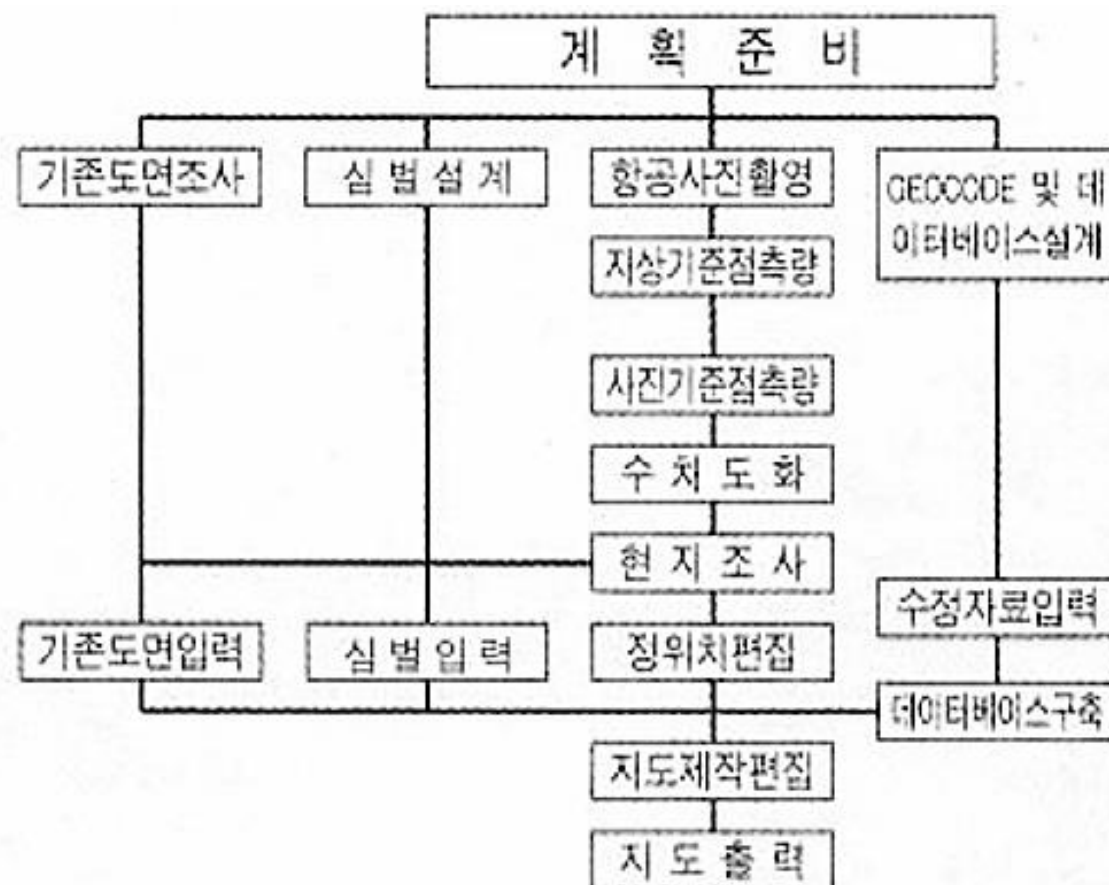 계 획 준 비
기존도면조사
심 벌 설 계
항공사진촬영
GEOCODE 및 데
이터베이스설계
지상기준점측량
사진기준점측량
수 치 도 화
현 지 조 사
수정자료입력
기존도면입력
심 벌 입 력
정위치편집
데이터베이스구축
지도제작편집
지 도 출 력